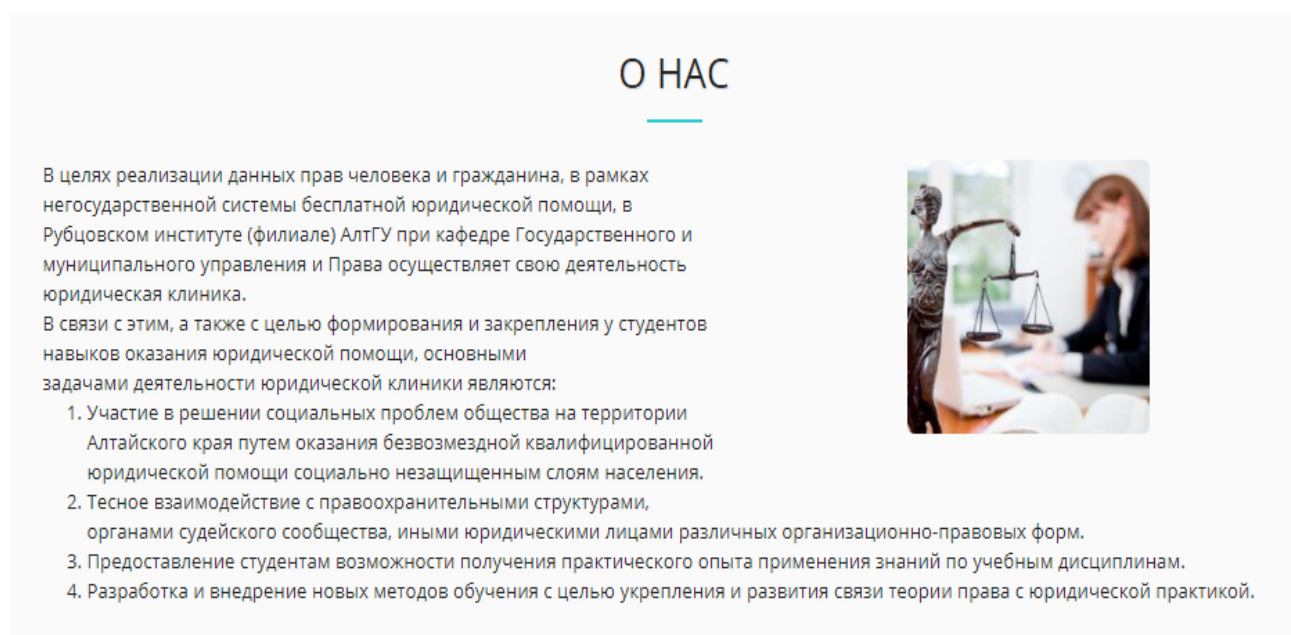 О НАС
В целях реализации данных прав человека и гражданина, в рамках
негосударственной системы бесплатной юридической помощи, в
Рубцовском институте (филиале) АлтГУ при кафедре Государственного и
муниципального управления и Права осуществляет свою деятельность
юридическая клиника.
В связи с этим, а также с целью формирования и закрепления у студентов
навыков оказания юридической помощи, основными
задачами деятельности юридической клиники являются:
1. Участие в решении социальных проблем общества на территории
Алтайского края путем оказания безвозмездной квалифицированной
юридической помощи социально незащищенным слоям населения.
2. Тесное взаимодействие с правоохранительными структурами,
органами судейского сообщества, иными юридическими лицами различных организационно-правовых форм.
3. Предоставление студентам возможности получения практического опыта применения знаний по учебным дисциплинам.
4. Разработка и внедрение новых методов обучения с целью укрепления и развития связи теории права с юридической практикой.